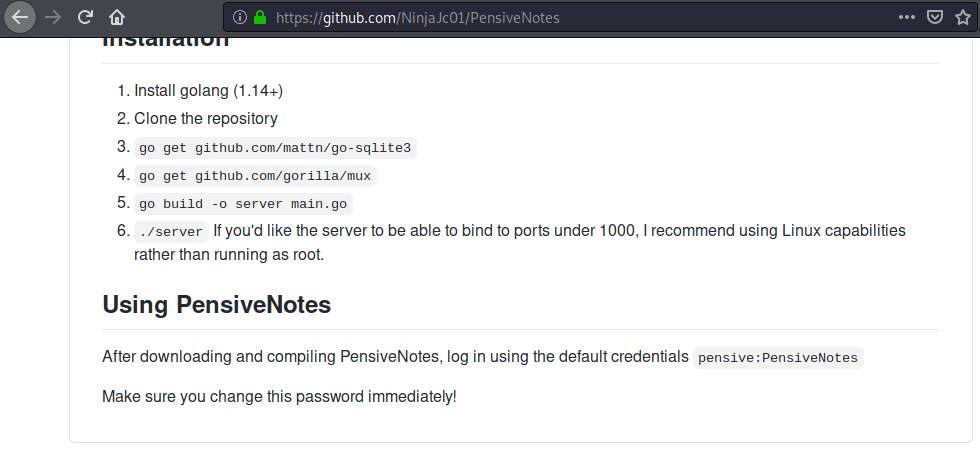 https://github.com/NinjaJc01/PensiveNotes
Installation
1. Install golang (1.14+)
2. Clone the repository
3. go get github.com/mattn/go-sqlite3
4. go get github.com/gorilla/mux
5. go build -o server main.go
6. ./server If you'd like the server to be able to bind to ports under 1000, I recommend using Linux capabilities
rather than running as root.
Using PensiveNotes
After downloading and compiling PensiveNotes, log in using the default credentials pensive:PensiveNotes
Make sure you change this password immediately!